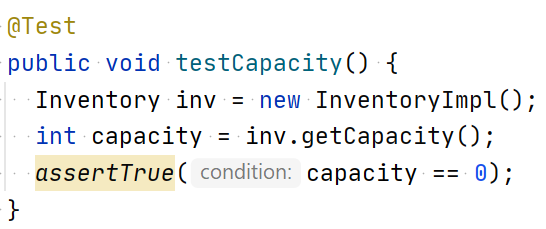 @Test
public void testCapacity() {
Inventory inv = new InventoryImpl();
int capacity = inv.getCapacity();
assertTrue( condition: capacity == 0);
}